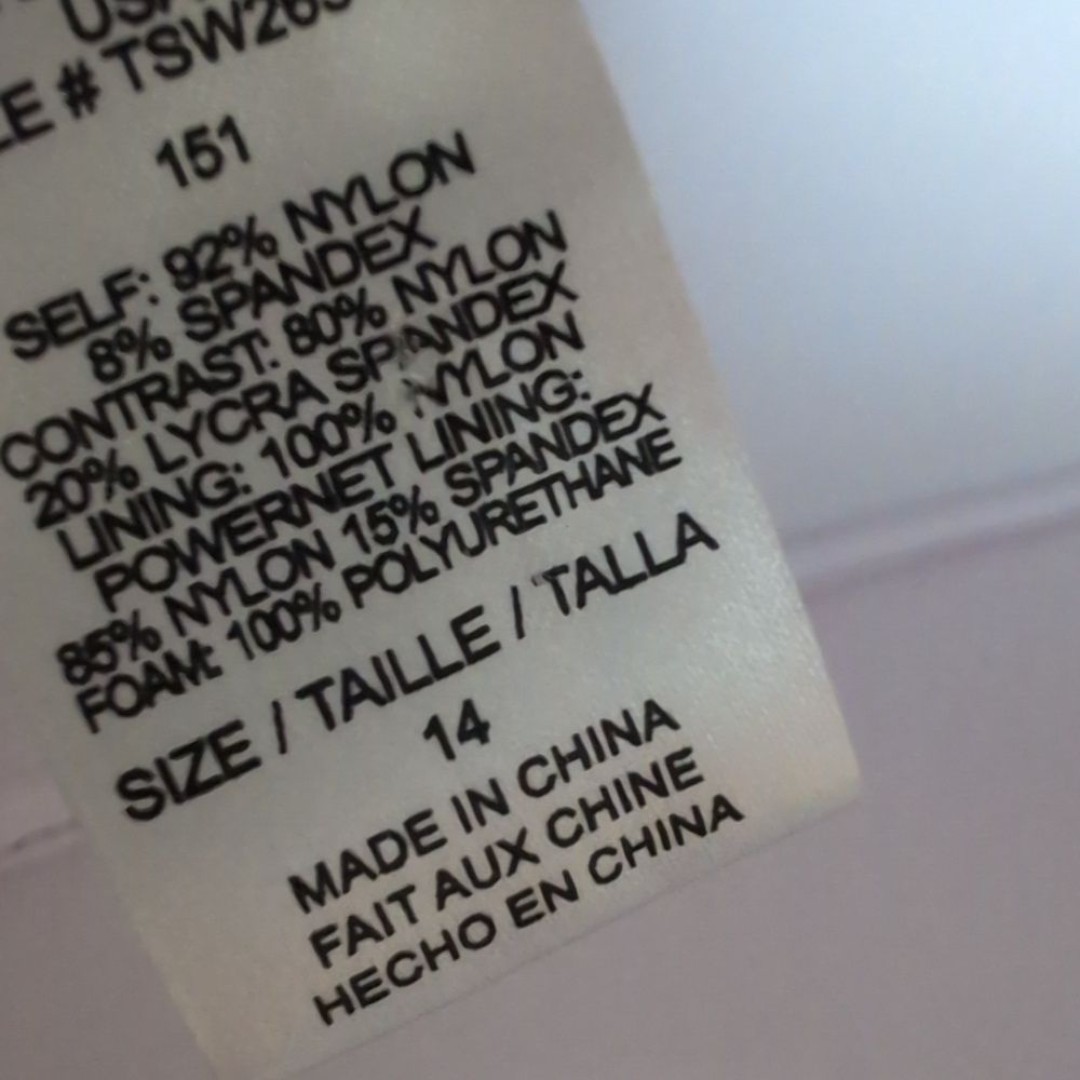 # TSW
151
SELF: 92% NYLON
8% SPANDEX
CONTRAST: 80% NYLON
20% LYCRA SPANDEX
LINING: 100% NYLON
POWERNET LINING:
85% NYLON 15% SPANDEX
FOAM: 100% POLYURETHANE
SIZE / TAILLE / TALLA
14
MADE IN CHINA
FAIT AUX CHINE
HECHO EN CHINA